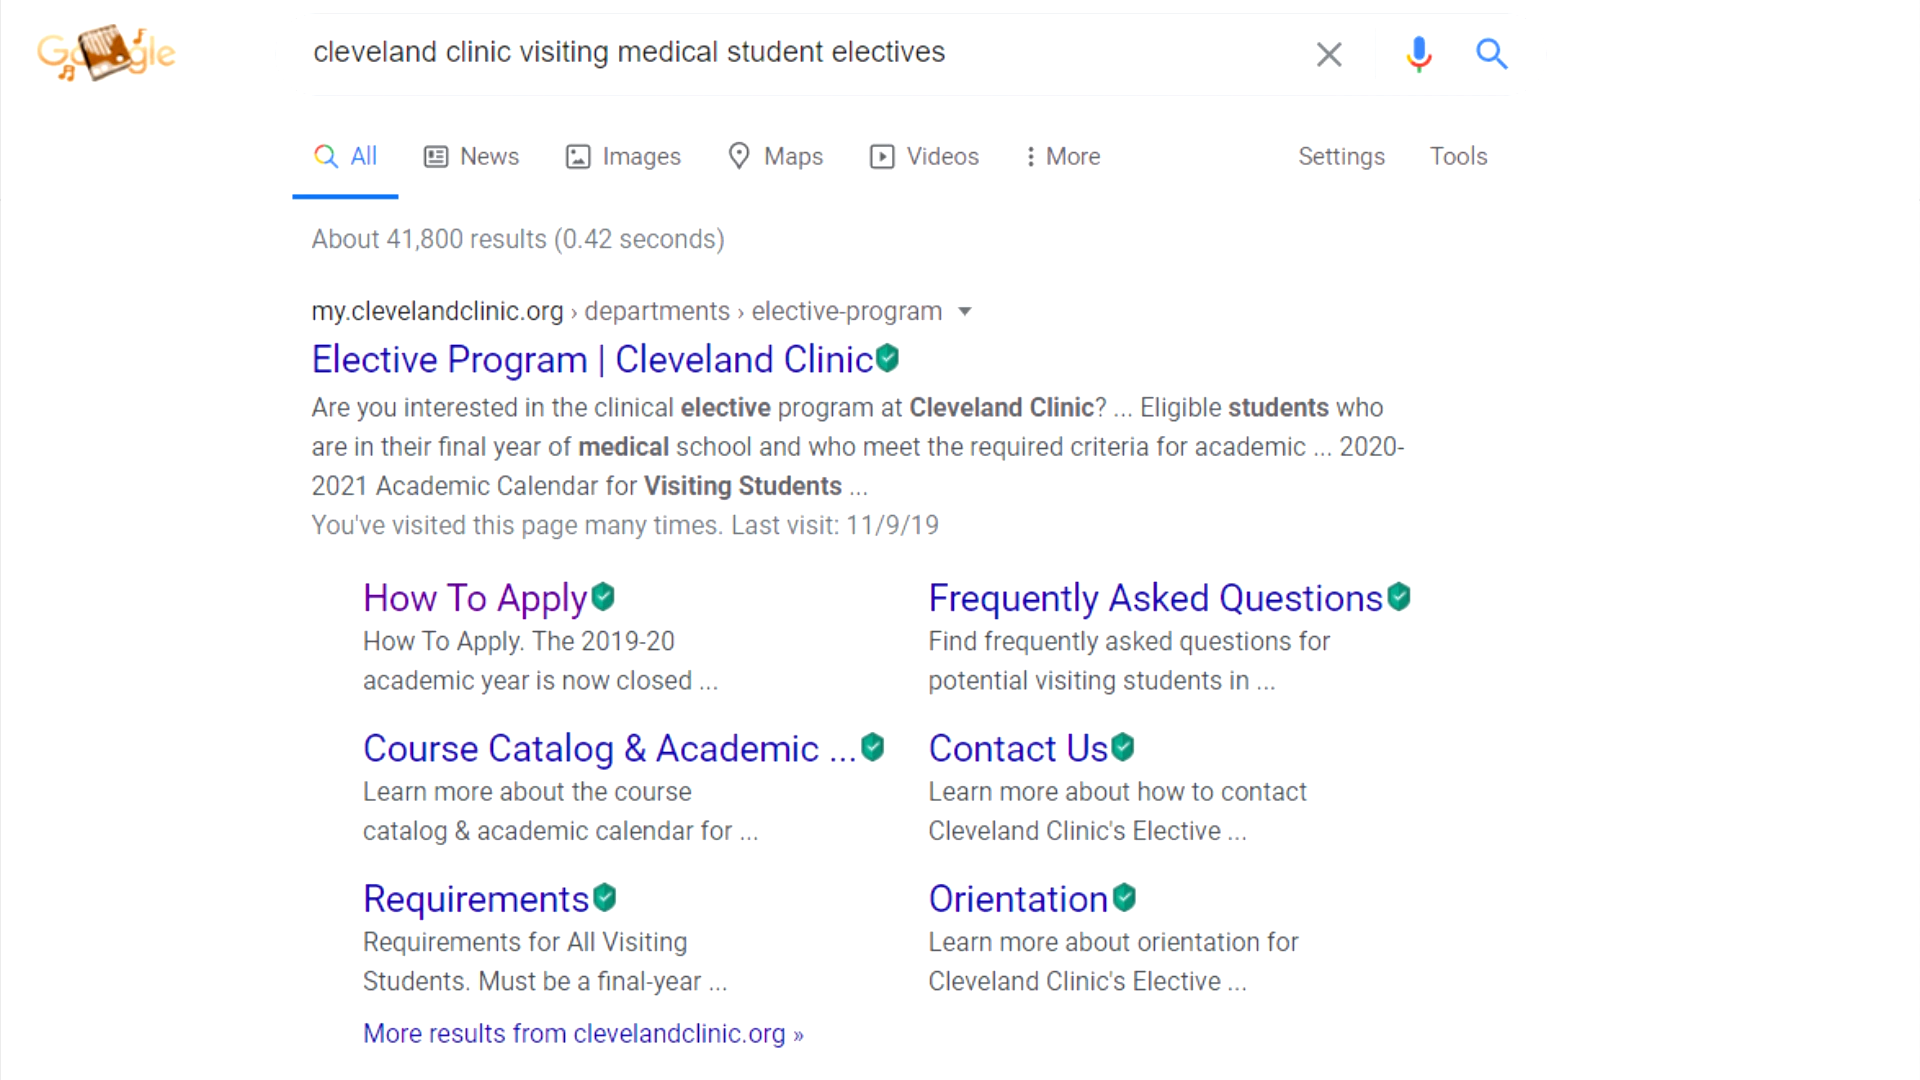 Google
cleveland clinic visiting medical student electives
All News Images Maps Videos More Settings Tools
About 41,800 results (0.42 seconds)
my.clevelandclinic.org › departments › elective-program
Elective Program | Cleveland Clinic
Are you interested in the clinical elective program at Cleveland Clinic? ... Eligible students who
are in their final year of medical school and who meet the required criteria for academic ... 2020-
2021 Academic Calendar for Visiting Students ...
You've visited this page many times. Last visit: 11/9/19
How To Apply
How To Apply. The 2019-20
academic year is now closed ...
Frequently Asked Questions
Find frequently asked questions for
potential visiting students in ...
Course Catalog & Academic ...
Learn more about the course
catalog & academic calendar for ...
Contact Us
Learn more about how to contact
Cleveland Clinic's Elective ...
Requirements
Requirements for All Visiting
Students. Must be a final-year ...
Orientation
Learn more about orientation for
Cleveland Clinic's Elective ...
More results from clevelandclinic.org »